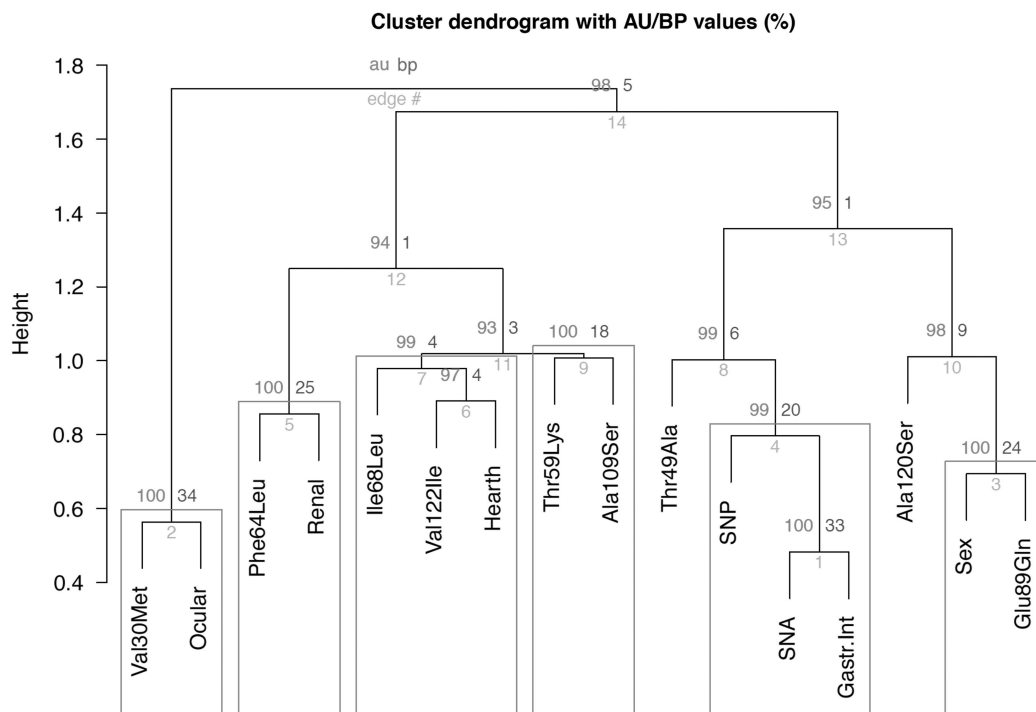 Cluster dendrogram with AU/BP values (%)
Height
1.8
1.6
1.4
1.2
1.0
0.8
0.6
0.4
au bp
edge #
98 5
14
95 1
13
94 1
12
93 3
11
100 18
9
99 4
7
97 4
6
99 6
8
98 9
10
100 25
5
99 20
4
100 24
3
100 34
2
100 33
1
Val30Met
Ocular
Phe64Leu
Renal
Ile68Leu
Val122Ile
Hearth
Thr59Lys
Ala109Ser
Thr49Ala
SNP
SNA
Gastr.Int
Ala120Ser
Sex
Glu89Gln